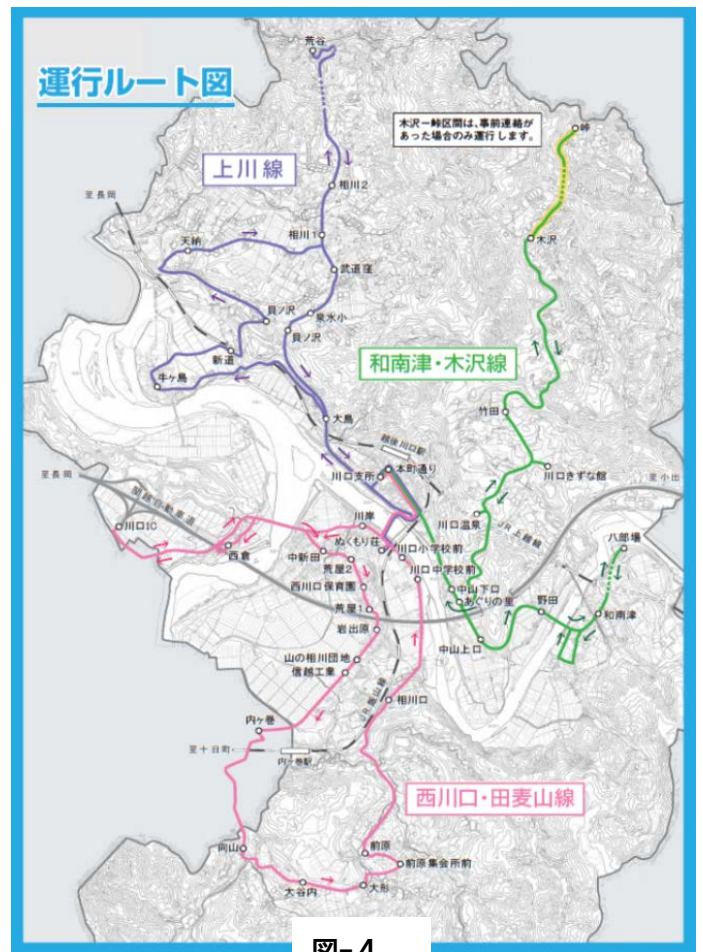 運行ルート図
荒谷
木沢ー峠区間は、事前連絡が
あった場合のみ運行します。
峠
上川線
相川2
至長岡
天納
相川1
木沢
武道窪
貝ノ沢
泉水小
貝ノ沢
新道
牛ヶ島
和南津・木沢線
竹田
大島
越後川口駅
本町通り
川口支所
川口きずな館
至長岡
至小出
関越自動車道
川口IC
川岸
川口温泉
JR上越線
八郎場
ぬくもり荘
川口小学校前
西倉
中新田
荒屋2
川口中学校前
西川口保育園
中山下口
あぐりの里
野田
和南津
荒屋1
岩出原
中山上口
山の相川団地
信越工業
JR飯山線
相川口
内ヶ巻
至十日町
内ヶ巻駅
西川口・田麦山線
向山
前原
前原集会所前
大谷内
大形
図-4